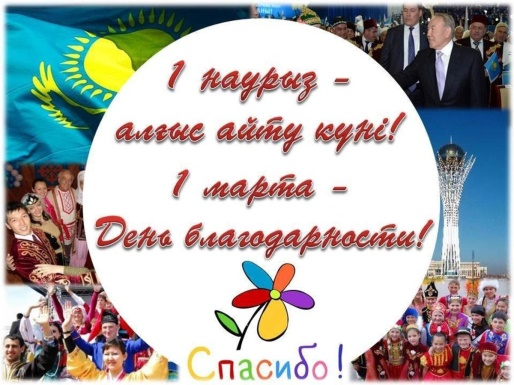 1 наурыз -
алғыс айту күні!
1 марта -
День благодарности!
Спасибо!